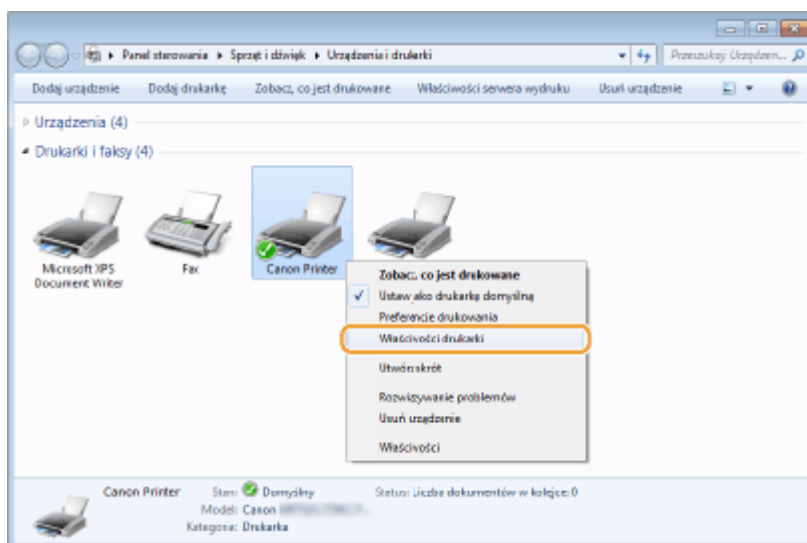 Panel sterowania ▸ Sprzęt i dźwięk ▸ Urządzenia i drukarki
Przeszukaj: Urządzen...
Dodaj urządzenie Dodaj drukarkę Zobacz, co jest drukowane Właściwości serwera wydruku Usuń urządzenie
Urządzenia (4)
Drukarki i faksy (4)
Microsoft XPS Document Writer
Fax
Canon Printer
Zobacz, co jest drukowane
Ustaw jako drukarkę domyślną
Preferencje drukowania
Właściwości drukarki
Utwórz skrót
Rozwiązywanie problemów
Usuń urządzenie
Właściwości
Canon Printer Stan: Domyślny Status: Liczba dokumentów w kolejce: 0
Model: Canon
Kategoria: Drukarka